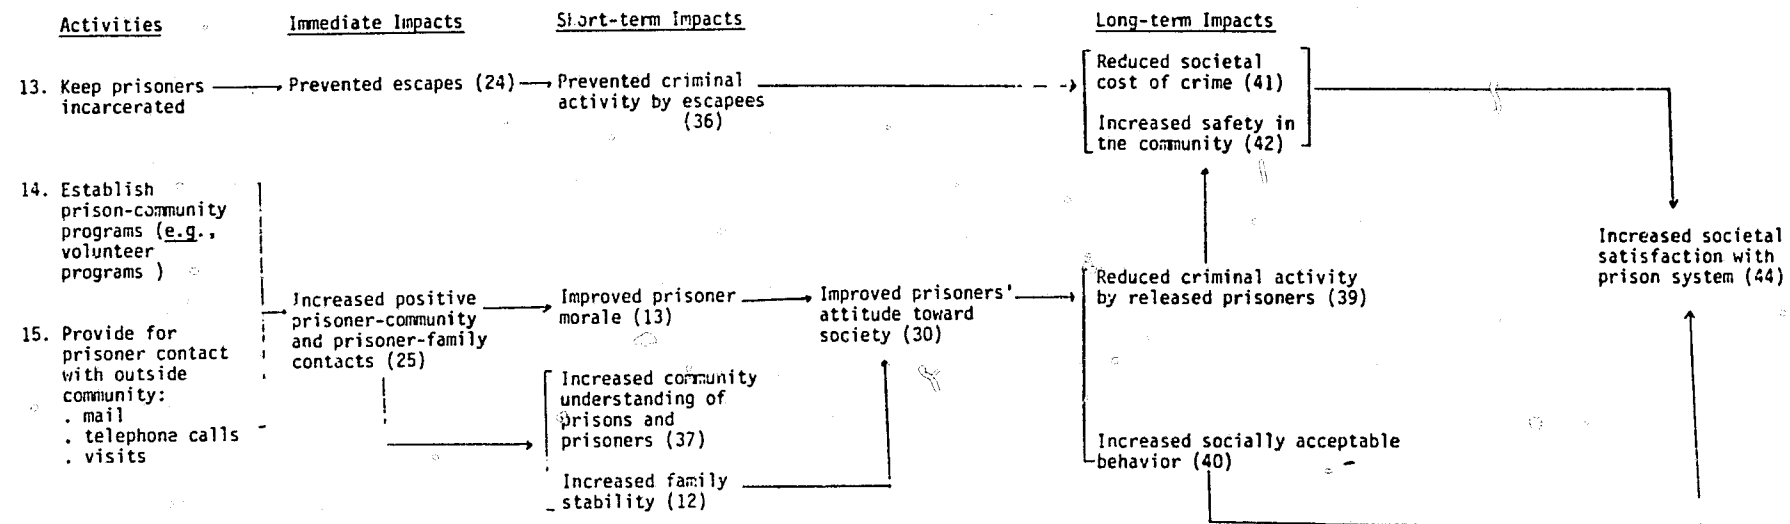 Activities
Immediate Impacts
Short-term Impacts
Long-term Impacts
13. Keep prisoners
incarcerated
Prevented escapes (24)
Prevented criminal
activity by escapees
(36)
Reduced societal
cost of crime (41)
Increased safety in
the community (42)
14. Establish
prison-community
programs (e.g.,
volunteer
programs )
15. Provide for
prisoner contact
with outside
community:
. mail
. telephone calls
. visits
Increased positive
prisoner-community
and prisoner-family
contacts (25)
Improved prisoner
morale (13)
Increased community
understanding of
prisons and
prisoners (37)
Increased family
stability (12)
Improved prisoners'
attitude toward
society (30)
Reduced criminal activity
by released prisoners (39)
Increased socially acceptable
behavior (40)
Increased societal
satisfaction with
prison system (44)